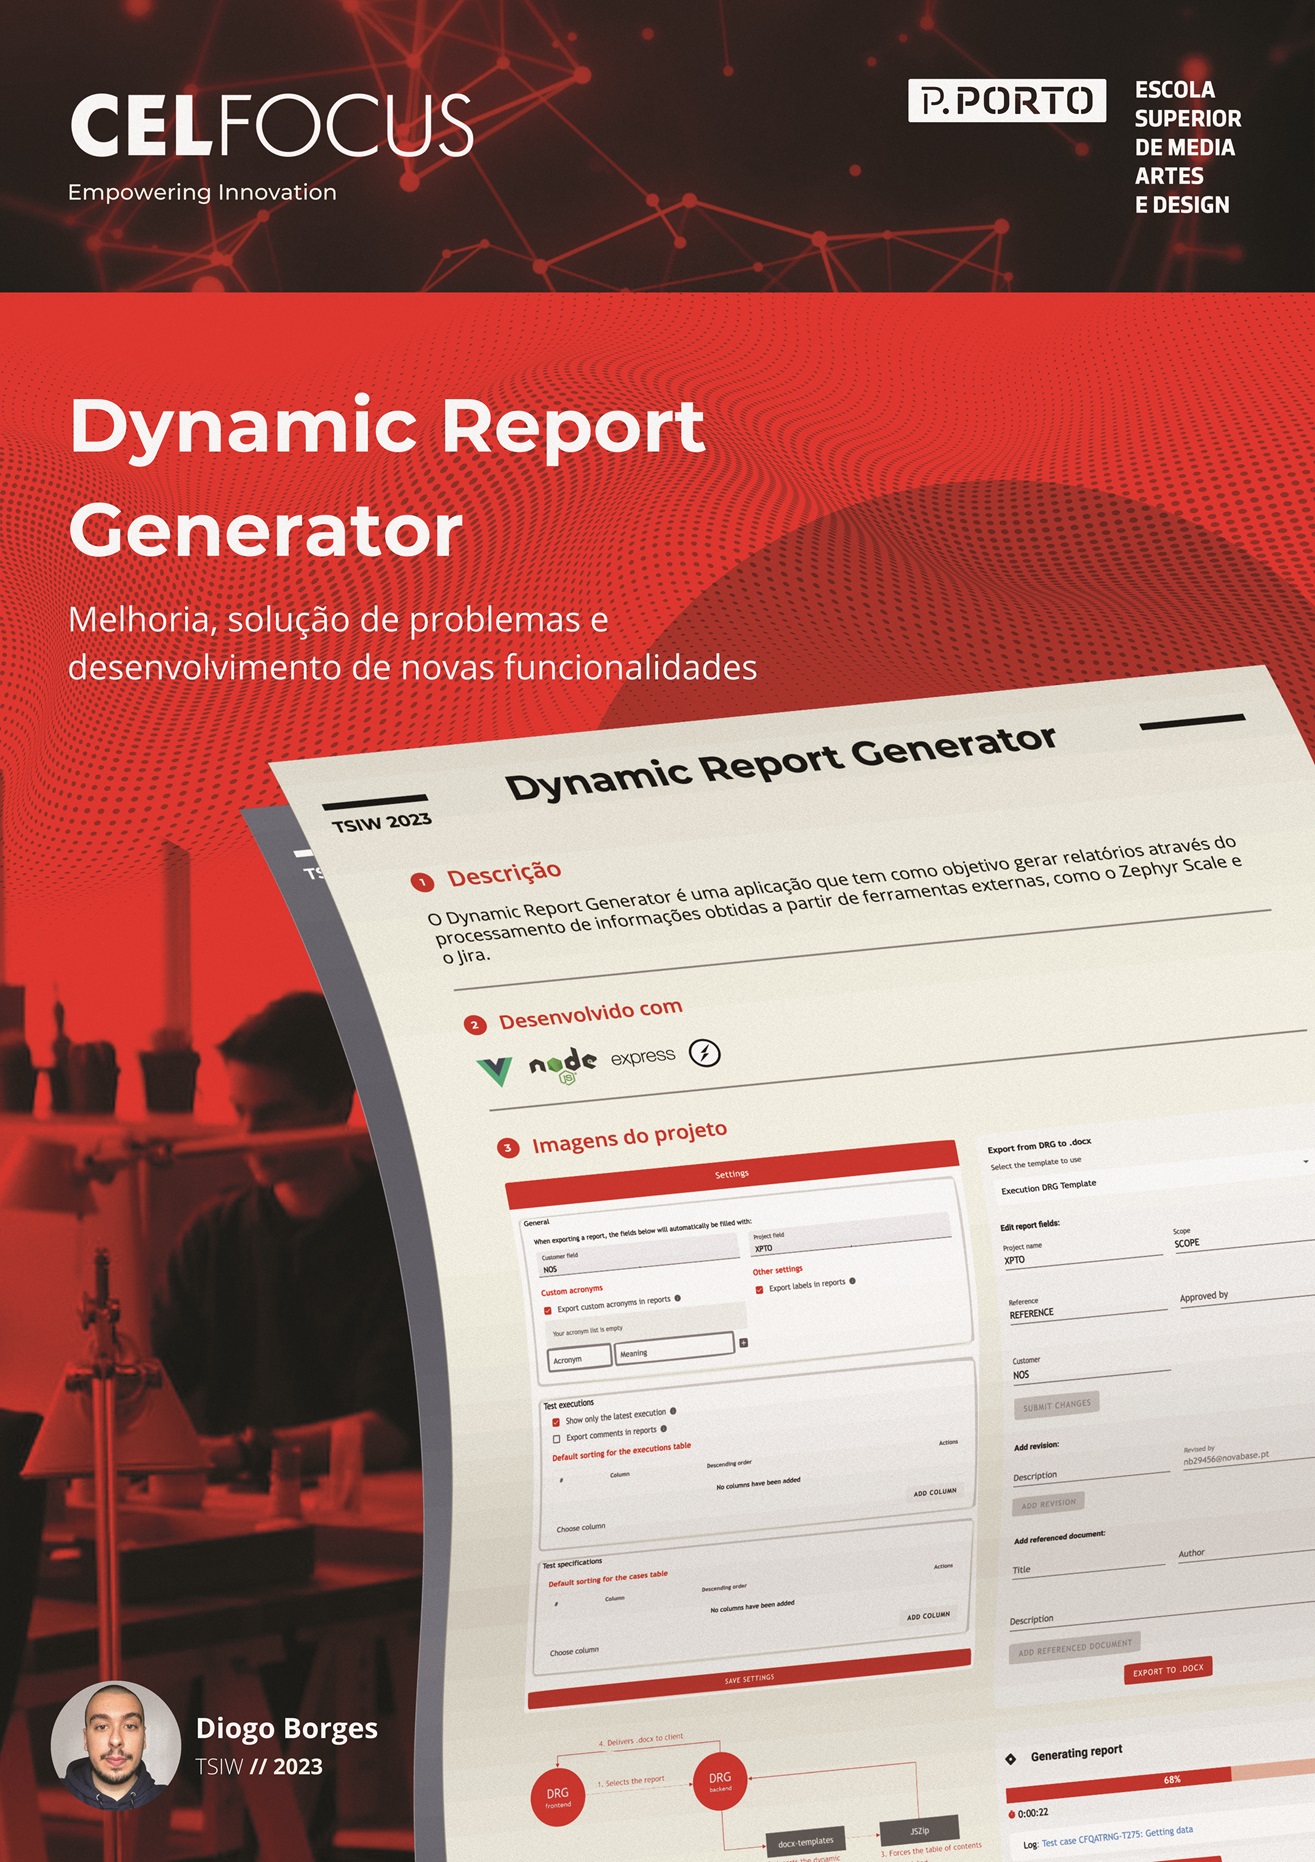 CELFOCUS
Empowering Innovation
P.PORTO
ESCOLA
SUPERIOR
DE MEDIA
ARTES
E DESIGN
Dynamic Report
Generator
Melhoria, solução de problemas e
desenvolvimento de novas funcionalidades
Dynamic Report Generator
TSIW 2023
1 Descrição
O Dynamic Report Generator é uma aplicação que tem como objetivo gerar relatórios através do
processamento de informações obtidas a partir de ferramentas externas, como o Zephyr Scale e
o Jira.
2 Desenvolvido com
node
JS
express
3 Imagens do projeto
Settings
General
When exporting a report, the fields below will automatically be filled with:
Customer field
NOS
Project field
XPTO
Custom acronyms
Export custom acronyms in reports
Other settings
Export labels in reports
Your acronym list is empty
Acronym
Meaning
Test executions
Show only the latest execution
Export comments in reports
Default sorting for the executions table
# Column Descending order Actions
No columns have been added
Choose column
ADD COLUMN
Test specifications
Default sorting for the cases table
# Column Descending order Actions
No columns have been added
Choose column
ADD COLUMN
SAVE SETTINGS
Export from DRG to .docx
Select the template to use
Execution DRG Template
Edit report fields:
Project name
XPTO
Scope
SCOPE
Reference
REFERENCE
Approved by
Customer
NOS
SUBMIT CHANGES
Add revision:
Description
Revised by
nb29456@novabase.pt
ADD REVISION
Add referenced document:
Title
Author
Description
ADD REFERENCED DOCUMENT
EXPORT TO .DOCX
4. Delivers .docx to client
DRG
frontend
1. Selects the report
DRG
backend
docx-templates
JSZip
3. Forces the table of contents
Generating report
68%
0:00:22
Log: Test case CFQATRNG-T275: Getting data
Diogo Borges
TSIW // 2023